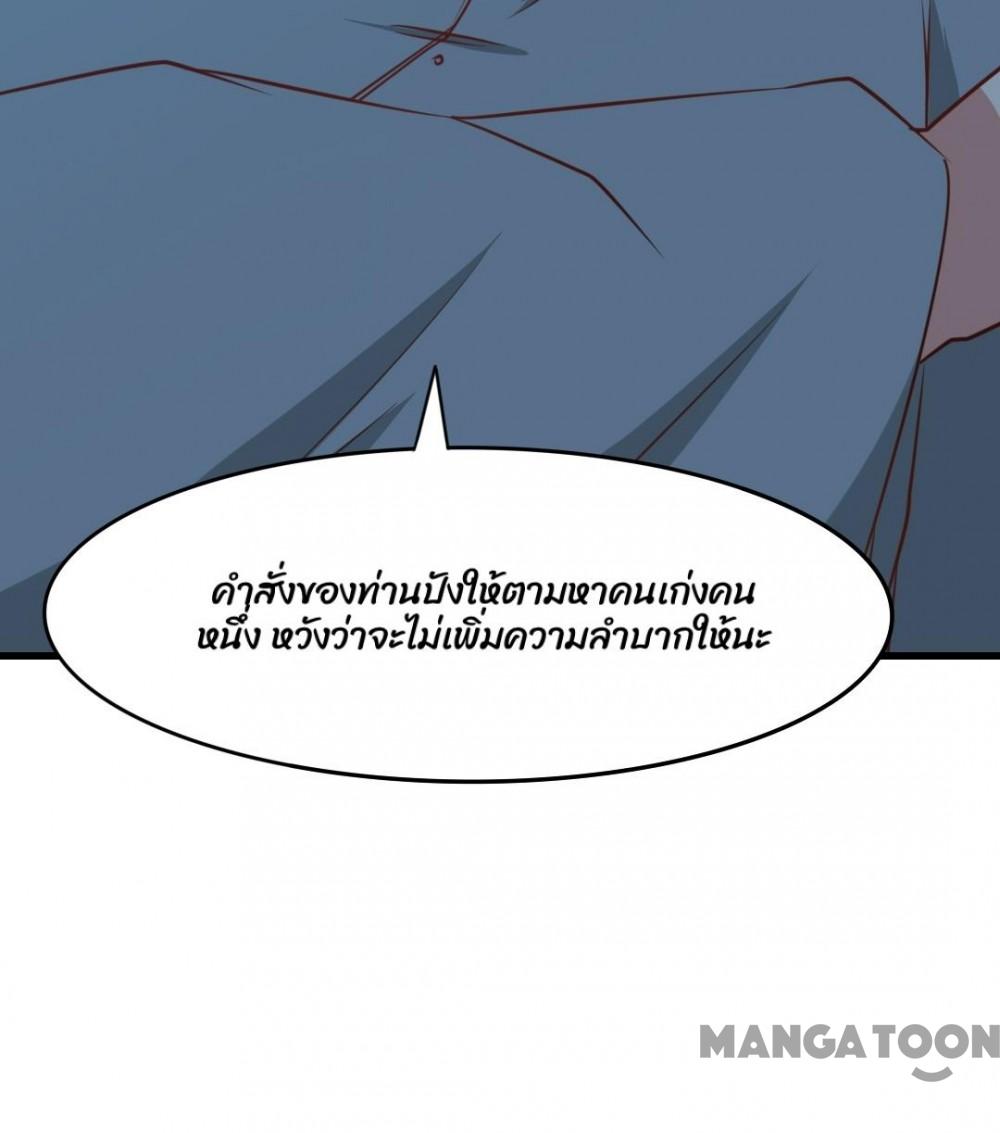 คำสั่งของท่านปังให้ตามหาคนเก่งคน
หนึ่ง หวังว่าจะไม่เพิ่มความลำบากให้นะ
MANGA TOON